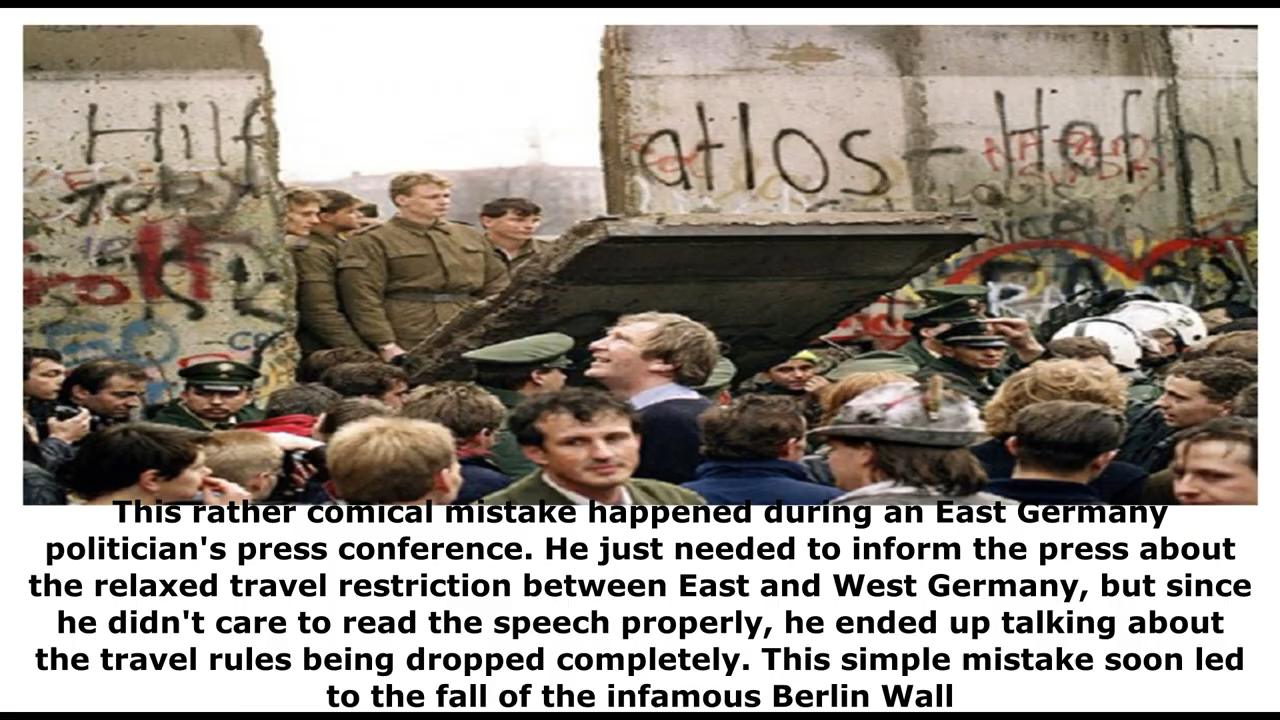 Hilf
atlos - Hoffnu
This rather comical mistake happened during an East Germany
politician's press conference. He just needed to inform the press about
the relaxed travel restriction between East and West Germany, but since
he didn't care to read the speech properly, he ended up talking about
the travel rules being dropped completely. This simple mistake soon led
to the fall of the infamous Berlin Wall